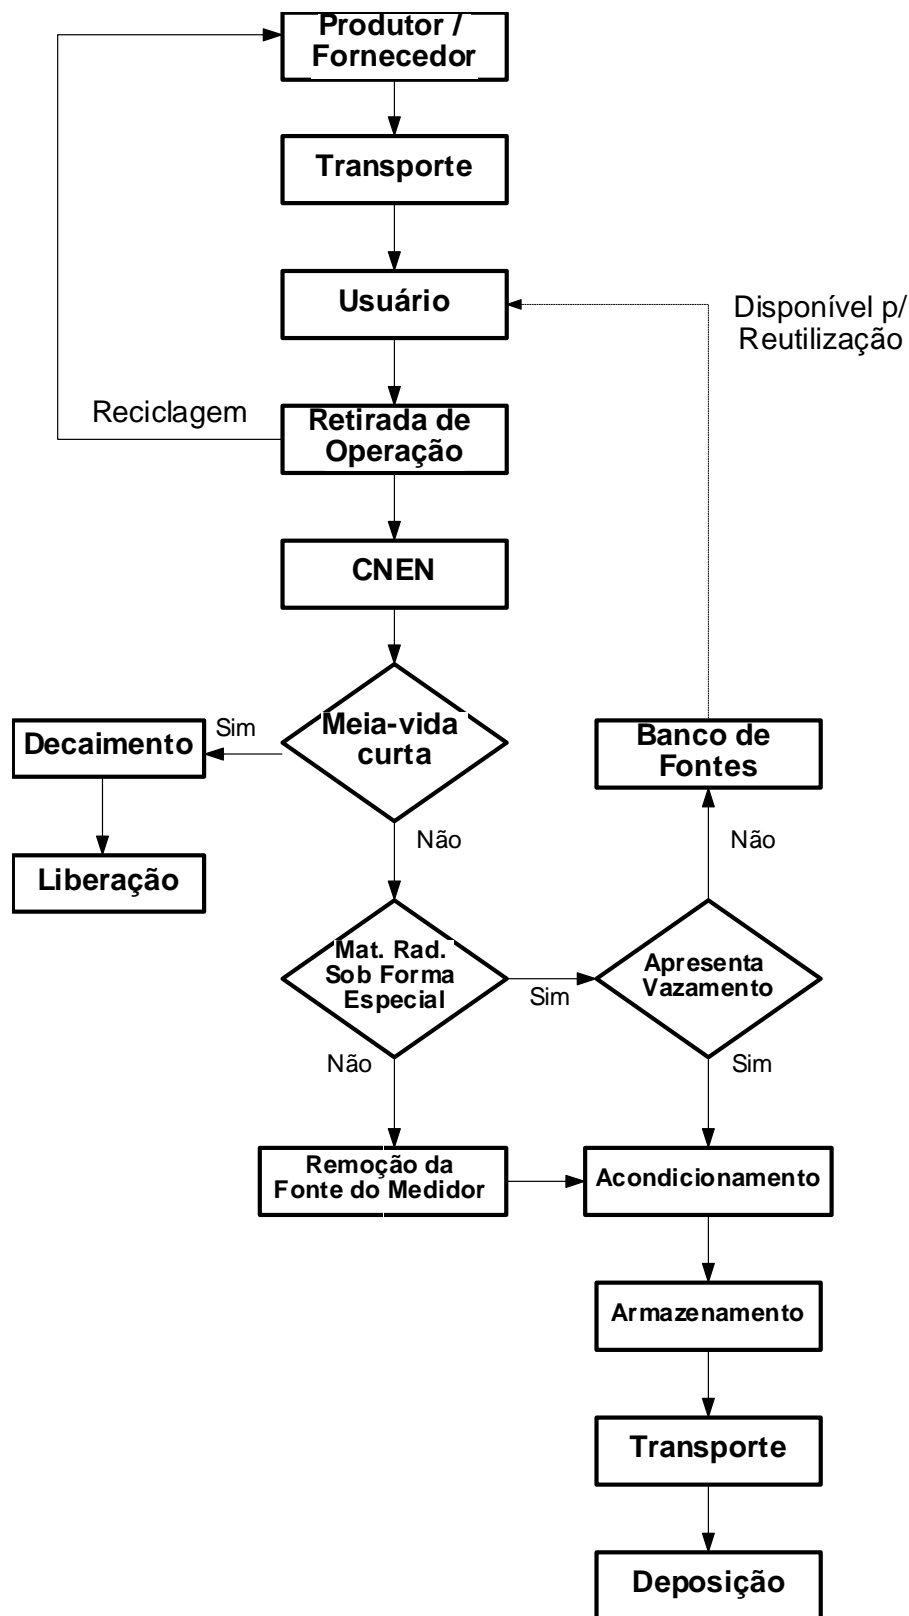 Produtor /
Fornecedor
Transporte
Usuário
Disponível p/
Reutilização
Reciclagem
Retirada de
Operação
CNEN
Meia-vida
curta
Sim
Decaimento
Banco de
Fontes
Não
Não
Liberação
Mat. Rad.
Sob Forma
Especial
Sim
Apresenta
Vazamento
Não
Sim
Remoção da
Fonte do Medidor
Acondicionamento
Armazenamento
Transporte
Deposição